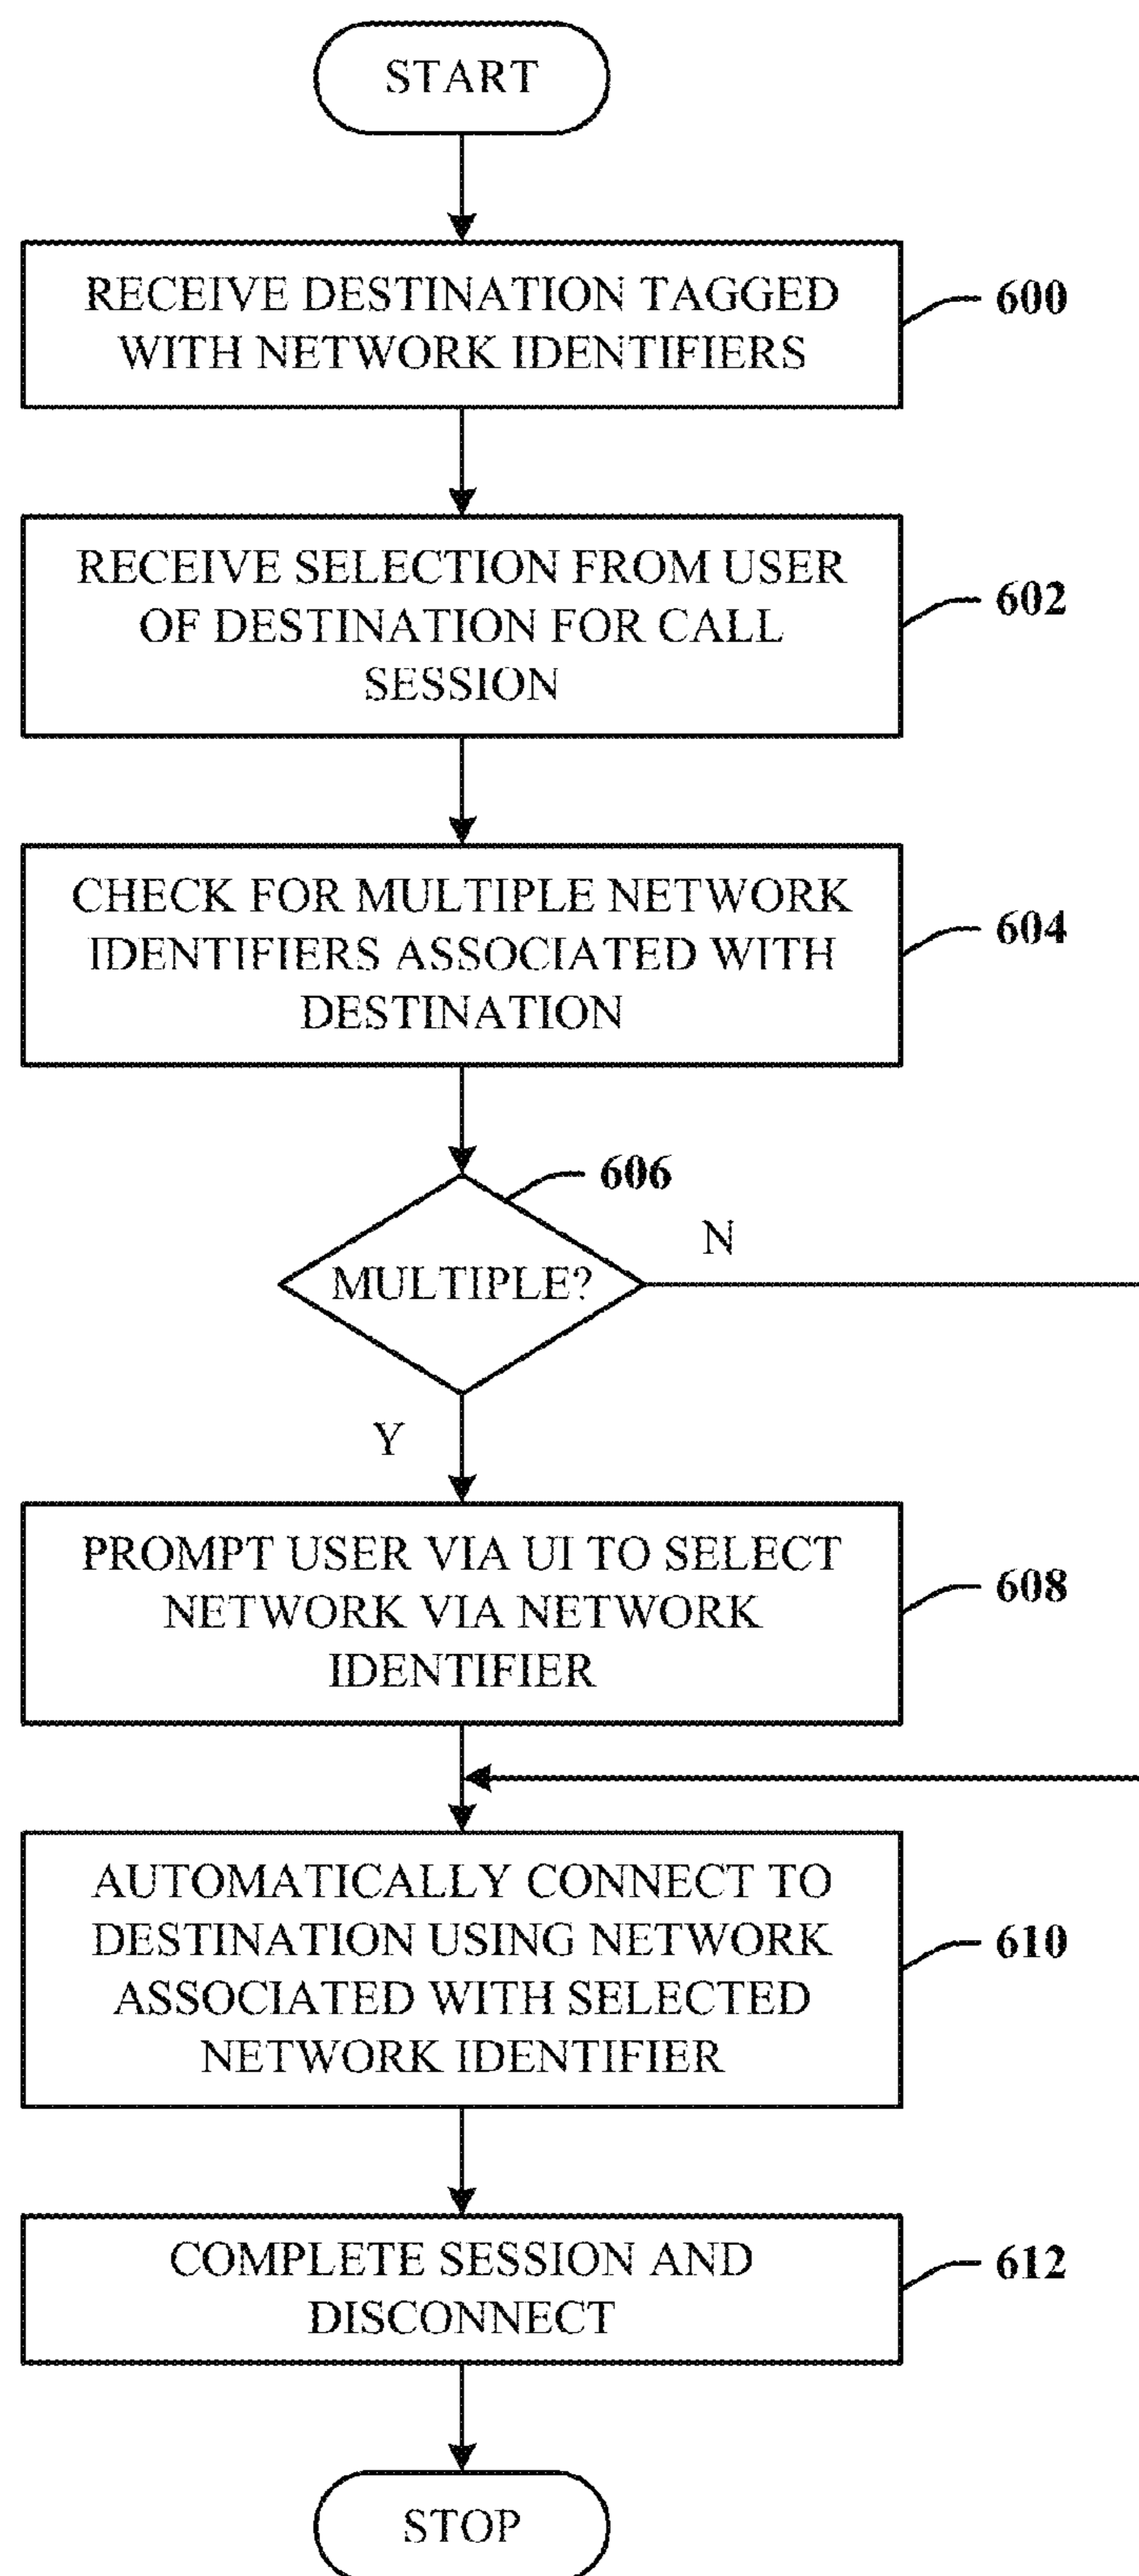 START
RECEIVE DESTINATION TAGGED
WITH NETWORK IDENTIFIERS
600
RECEIVE SELECTION FROM USER
OF DESTINATION FOR CALL
SESSION
602
CHECK FOR MULTIPLE NETWORK
IDENTIFIERS ASSOCIATED WITH
DESTINATION
604
606
MULTIPLE?
N
Y
PROMPT USER VIA UI TO SELECT
NETWORK VIA NETWORK
IDENTIFIER
608
AUTOMATICALLY CONNECT TO
DESTINATION USING NETWORK
ASSOCIATED WITH SELECTED
NETWORK IDENTIFIER
610
COMPLETE SESSION AND
DISCONNECT
612
STOP